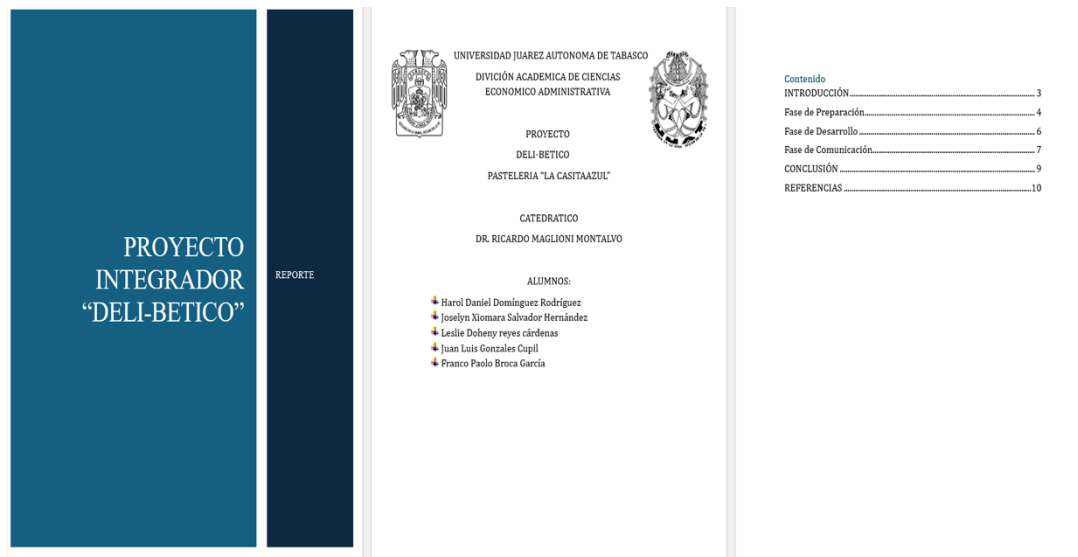 PROYECTO
INTEGRADOR
“DELI-BETICO”
REPORTE
UNIVERSIDAD JUAREZ AUTONOMA DE TABASCO
DIVISIÓN ACADEMICA DE CIENCIAS
ECONOMICO ADMINISTRATIVA
PROYECTO
DELI-BETICO
PASTELERIA “LA CASITAAZUL”
CATEDRATICO
DR. RICARDO MAGLIONI MONTALVO
ALUMNOS:
Harol Daniel Domínguez Rodríguez
Joselyn Xiomara Salvador Hernández
Leslie Doheny reyes cárdenas
Juan Luis Gonzales Cupil
Franco Paolo Broca García
Contenido
INTRODUCCIÓN 3
Fase de Preparación 4
Fase de Desarrollo 6
Fase de Comunicación 7
CONCLUSIÓN 9
REFERENCIAS 10